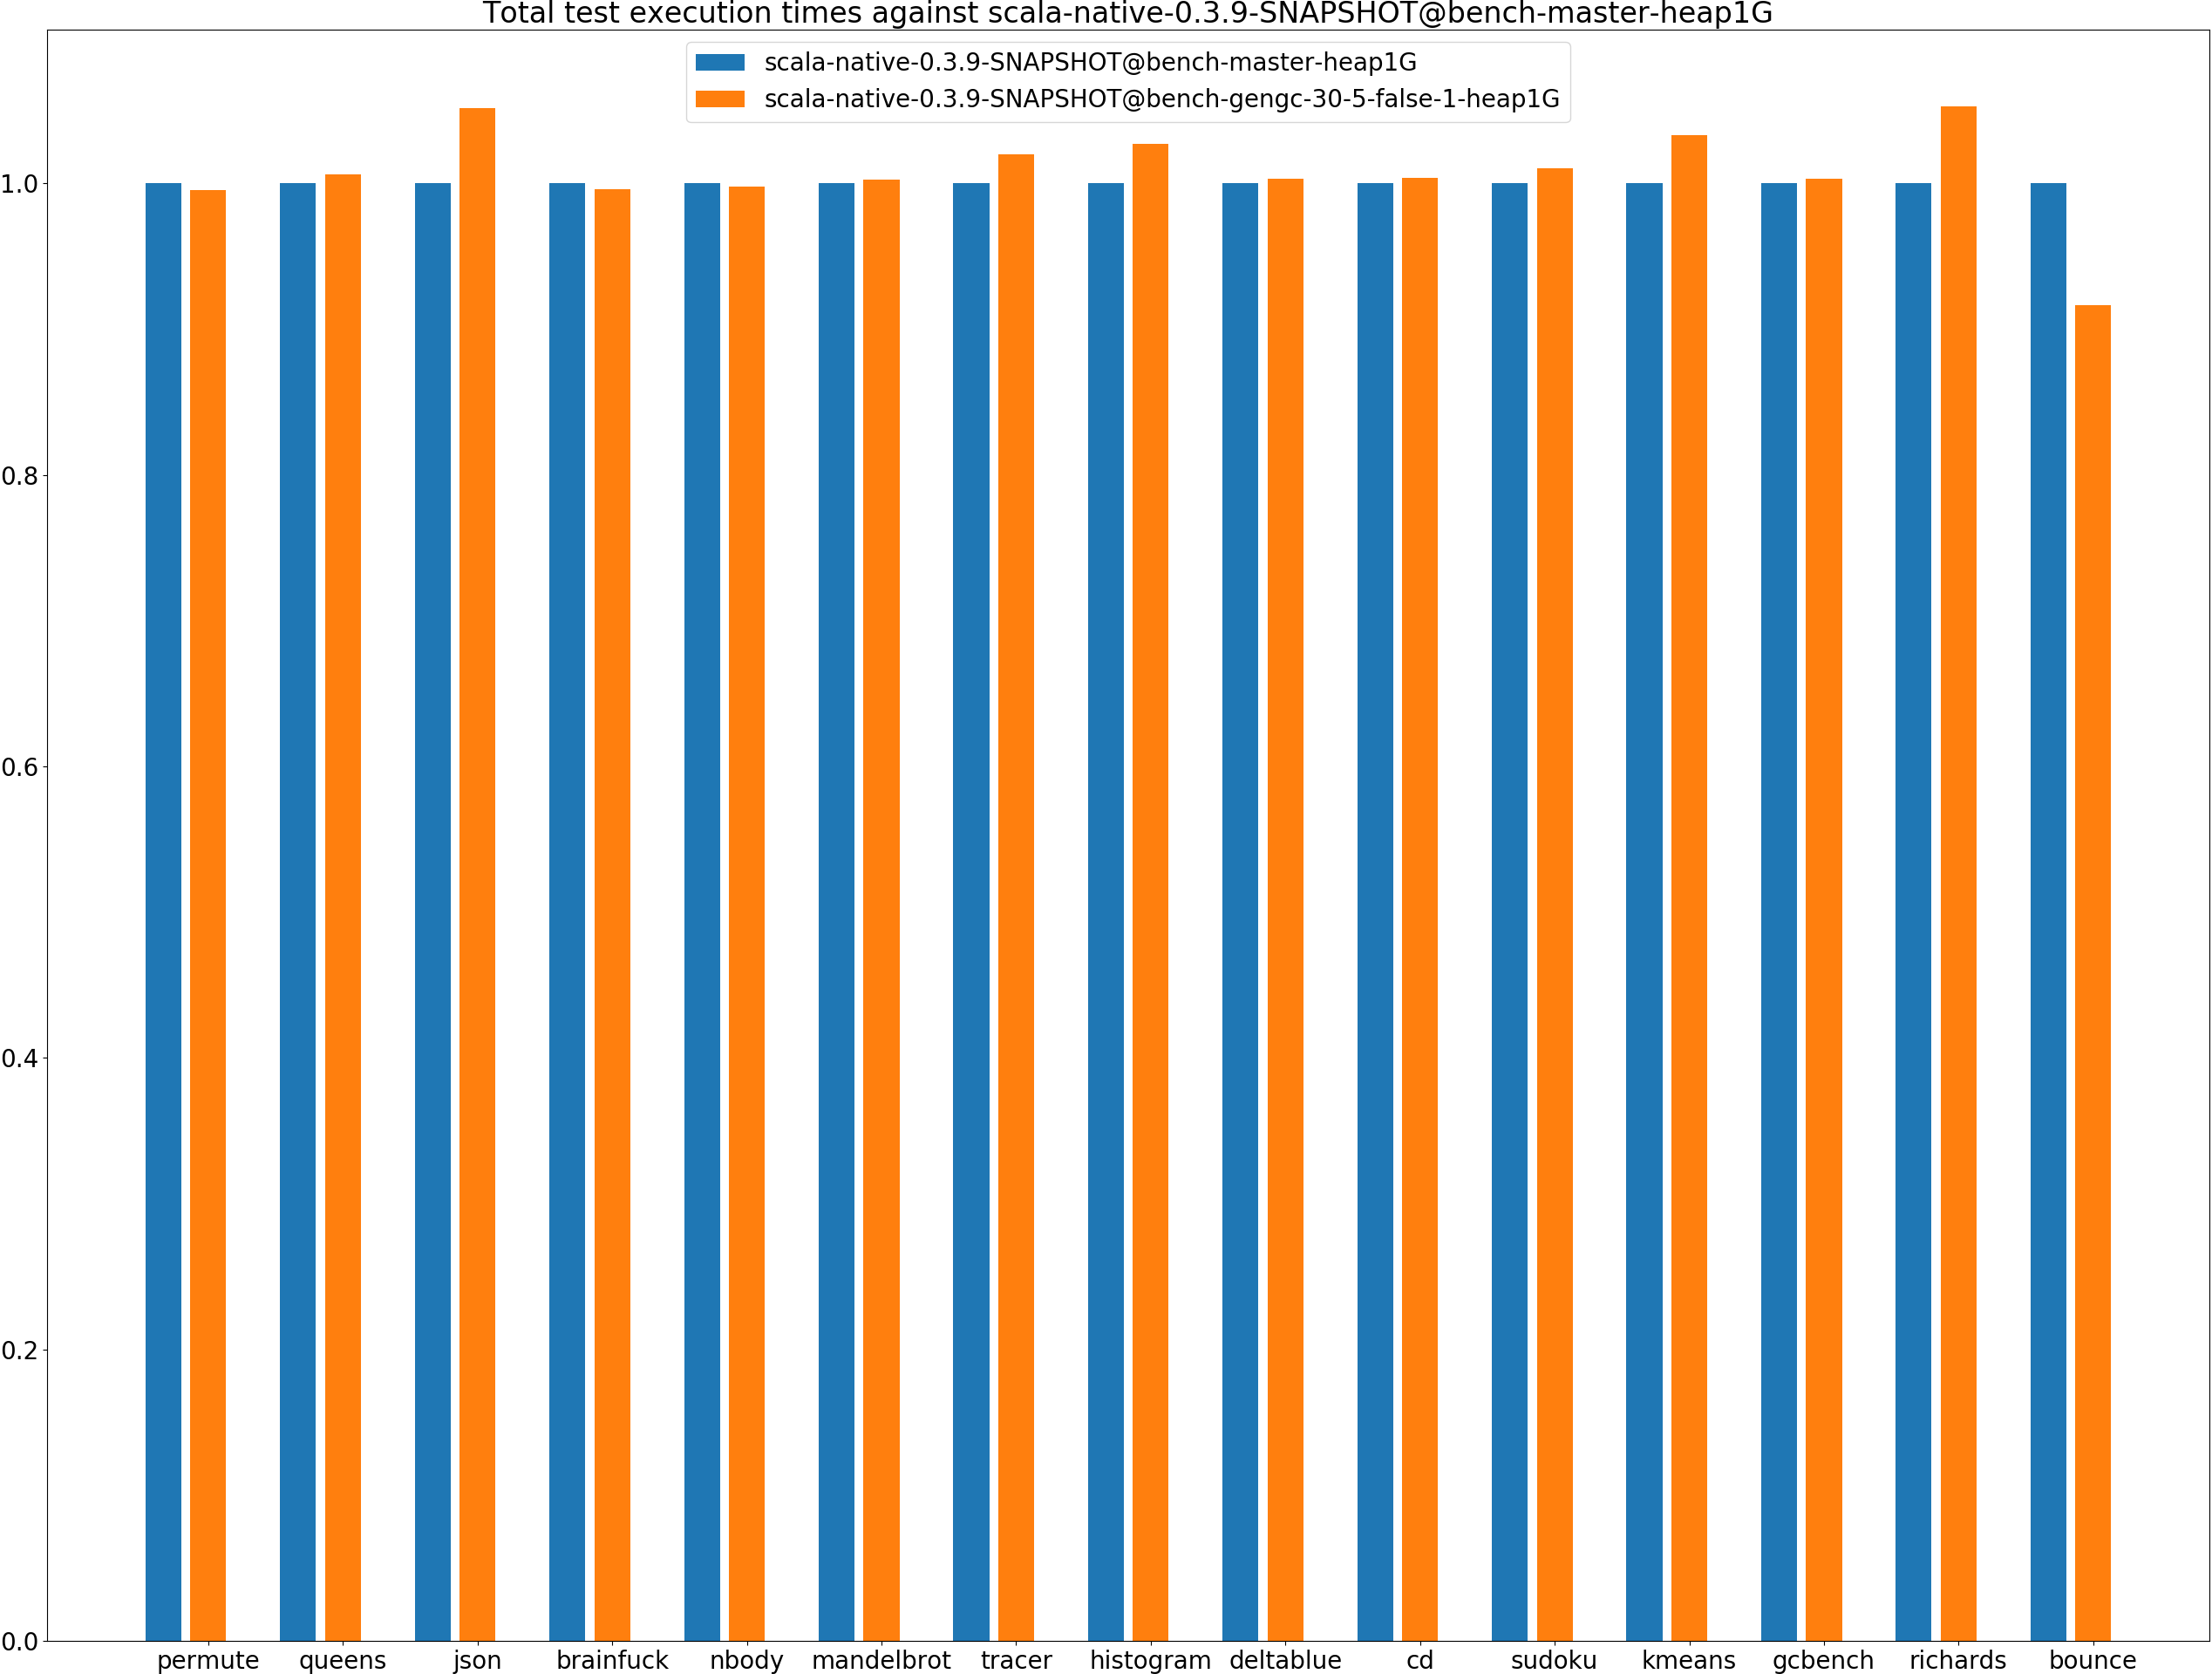 Total test execution times against scala-native-0.3.9-SNAPSHOT@bench-master-heap1G
scala-native-0.3.9-SNAPSHOT@bench-master-heap1G
scala-native-0.3.9-SNAPSHOT@bench-gengc-30-5-false-1-heap1G
1.0
0.8
0.6
0.4
0.2
0.0
permute queens json brainfuck nbody mandelbrot tracer histogram deltablue cd sudoku kmeans gcbench richards bounce